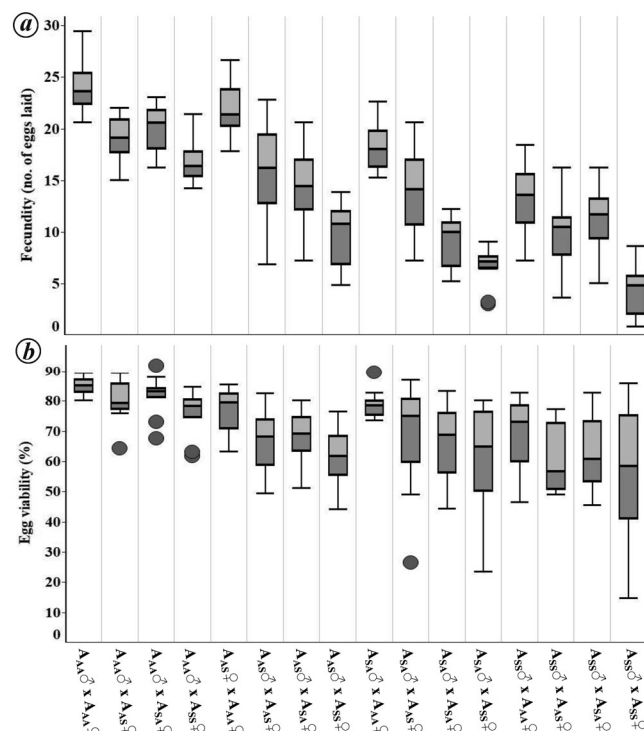 a
Fecundity (no. of eggs laid)
30
25
20
15
10
5
0
b
Egg viability (%)
90
80
70
60
50
40
30
20
10
0
AAA♂ x AAA♀
AAA♂ x AAS♀
AAA♂ x ASA♀
AAA♂ x ASS♀
AAS♀ x AAA♀
AAS♂ x AAS♀
AAS♂ x ASA♀
AAS♂ x ASS♀
ASA♂ x AAA♀
ASA♂ x AAS♀
ASA♂ x ASA♀
ASA♂ x ASS♀
ASS♂ x AAA♀
ASS♂ x AAS♀
ASS♂ x ASA♀
ASS♂ x ASS♀